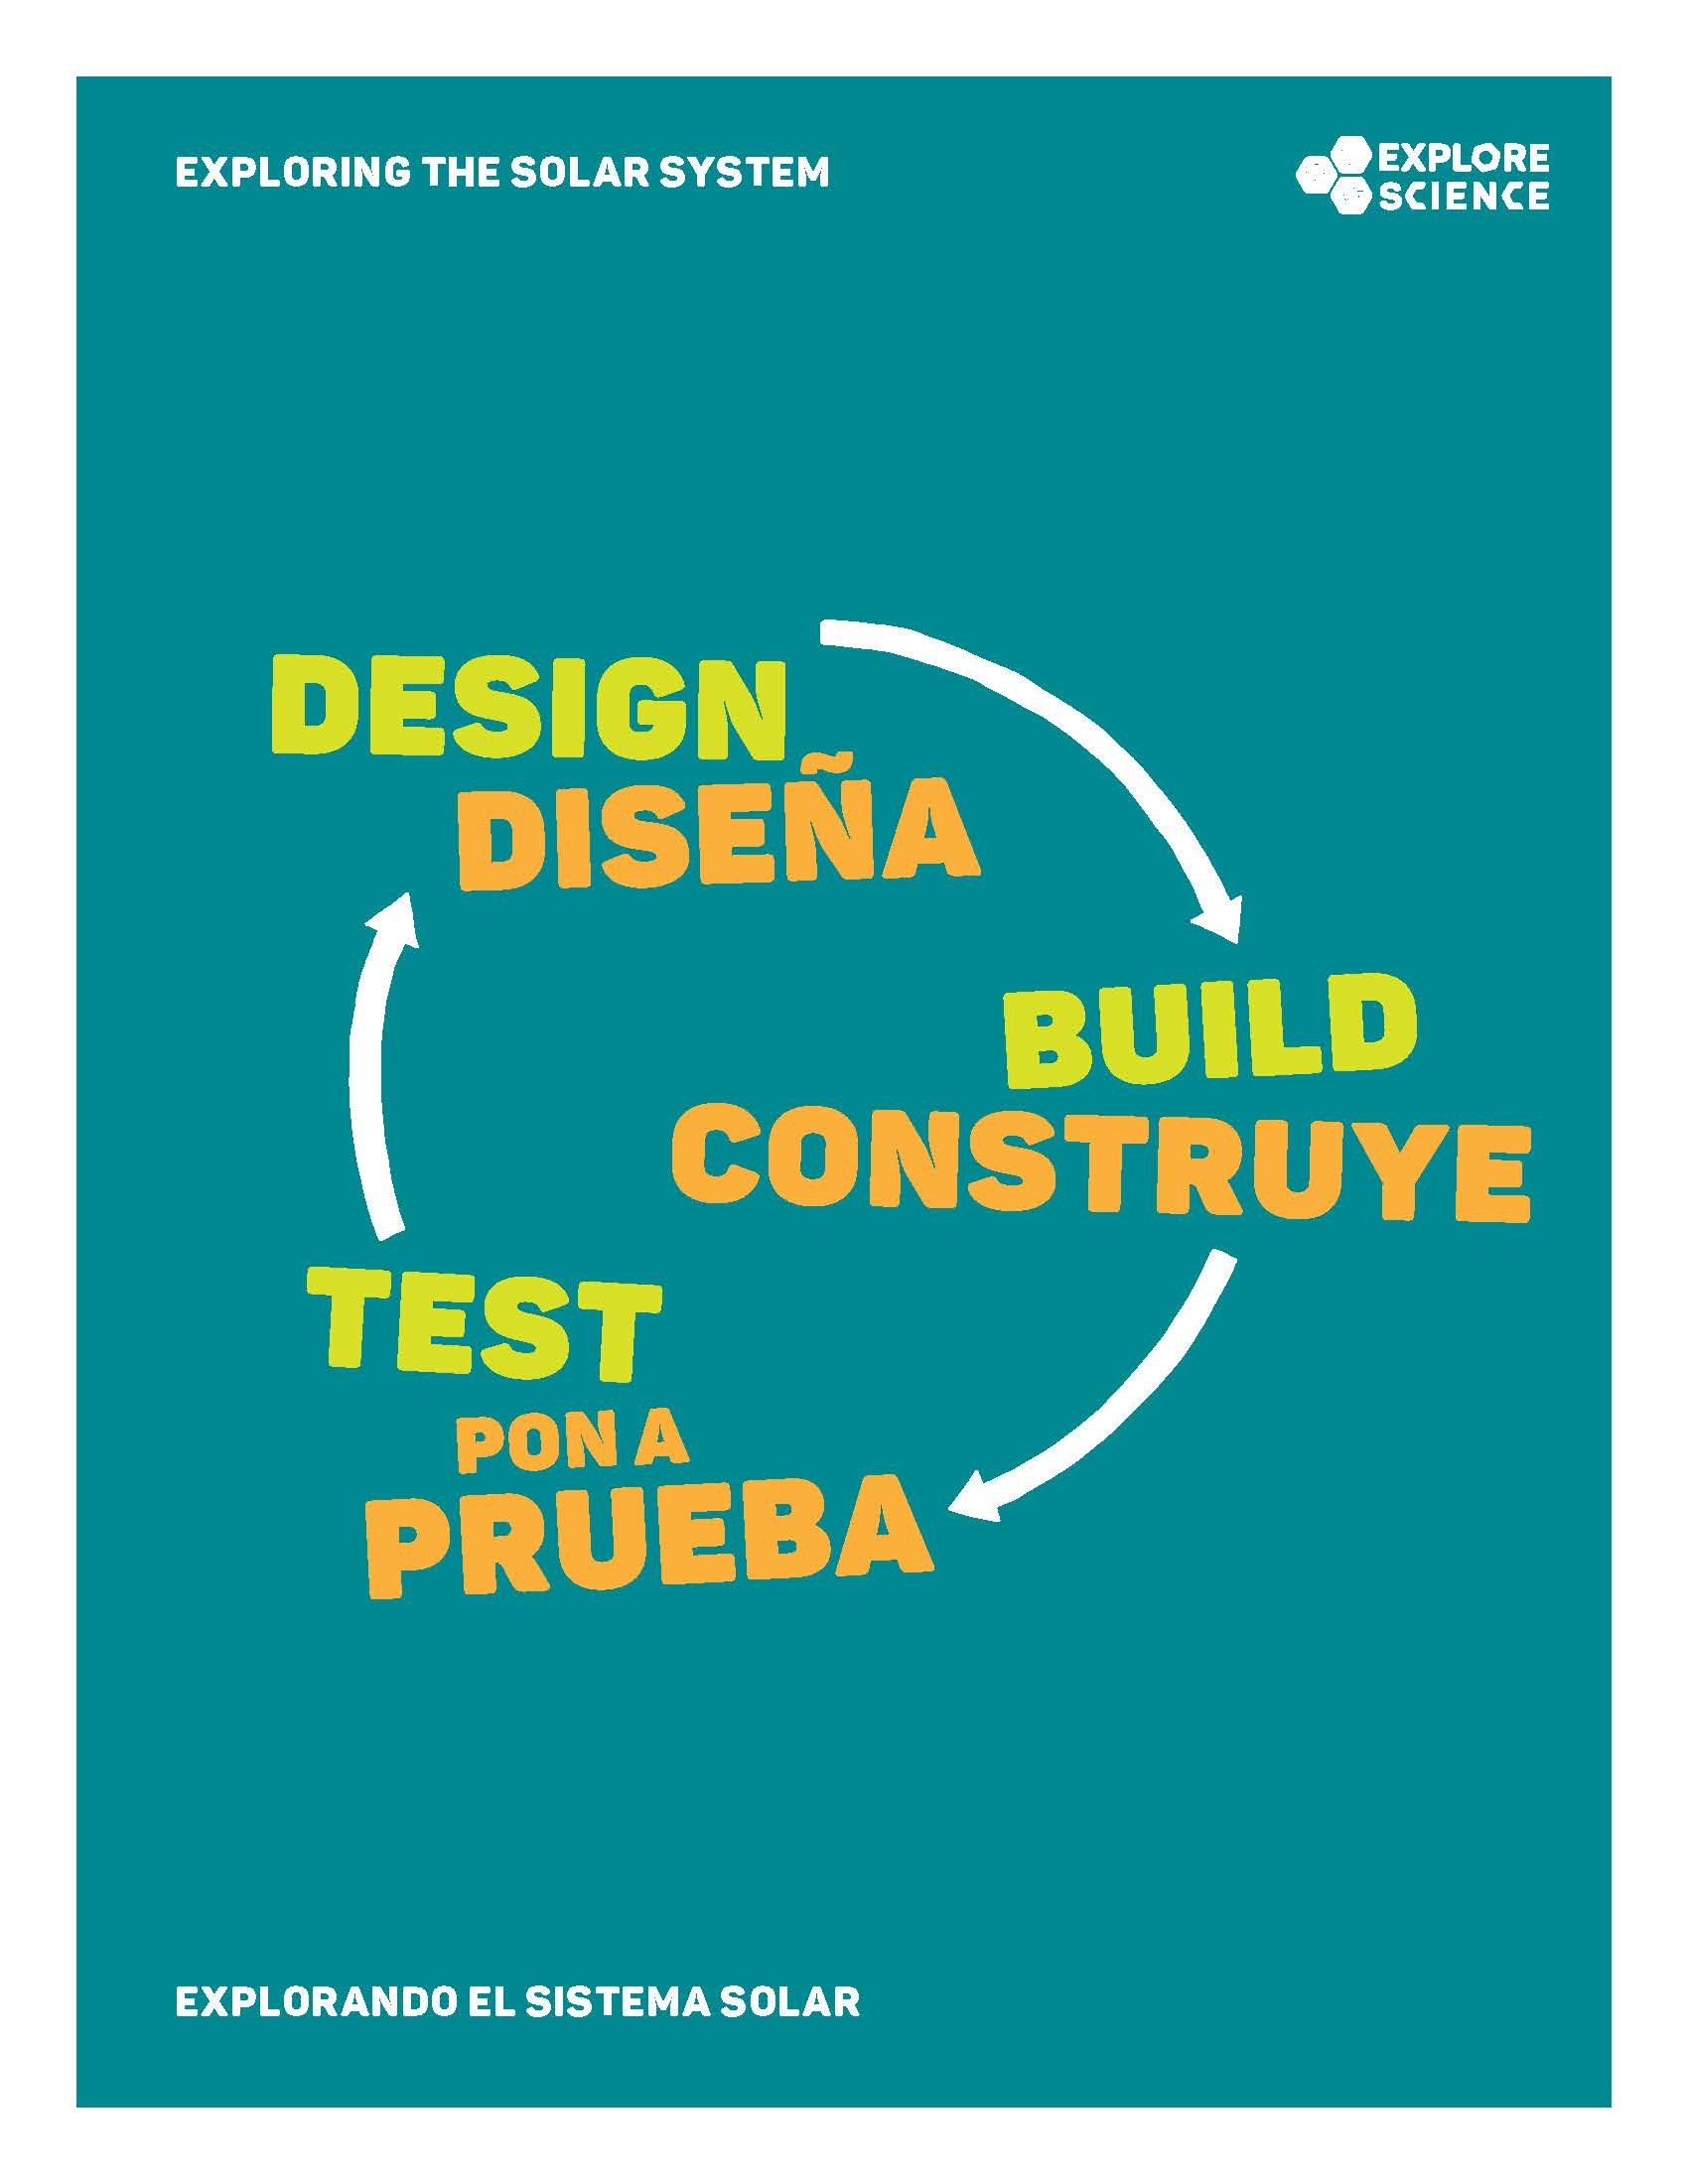 EXPLORING THE SOLAR SYSTEM
EXPLORE
SCIENCE
DESIGN
DISEÑA
BUILD
CONSTRUYE
TEST
PON A
PRUEBA
EXPLORANDO EL SISTEMA SOLAR